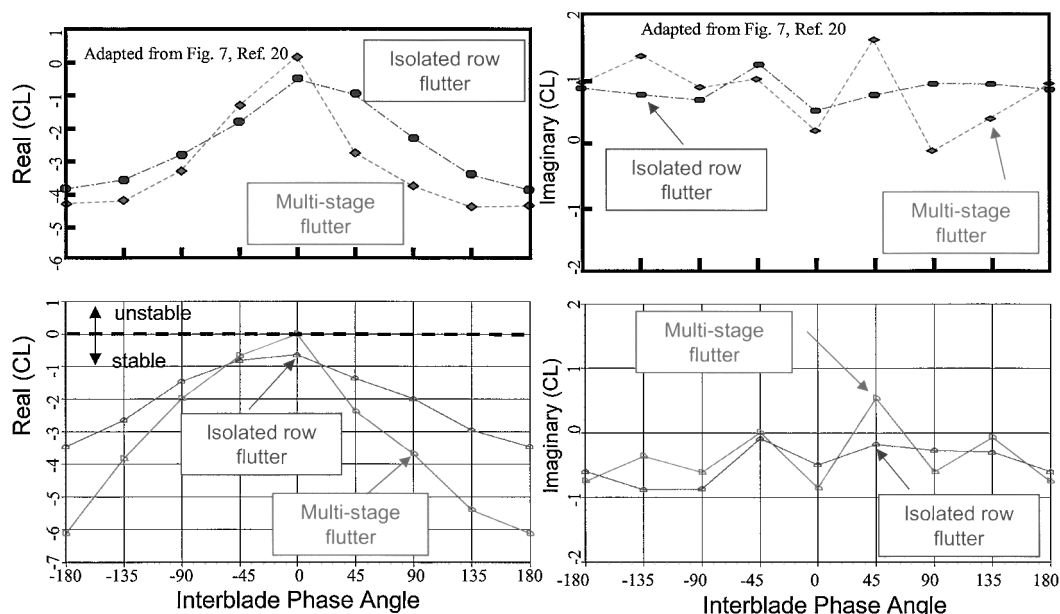 Adapted from Fig. 7, Ref. 20
Isolated row
flutter
Multi-stage
flutter
Real (CL)
1
0
-1
-2
-3
-4
-5
-6
Adapted from Fig. 7, Ref. 20
Isolated row
flutter
Multi-stage
flutter
Imaginary (CL)
2
1
0
-1
-2
unstable
stable
Isolated row
flutter
Multi-stage
flutter
Real (CL)
1
0
-1
-2
-3
-4
-5
-6
-7
-180 -135 -90 -45 0 45 90 135 180
Interblade Phase Angle
Multi-stage
flutter
Isolated row
flutter
Imaginary (CL)
2
1
0
-1
-2
-180 -135 -90 -45 0 45 90 135 180
Interblade Phase Angle